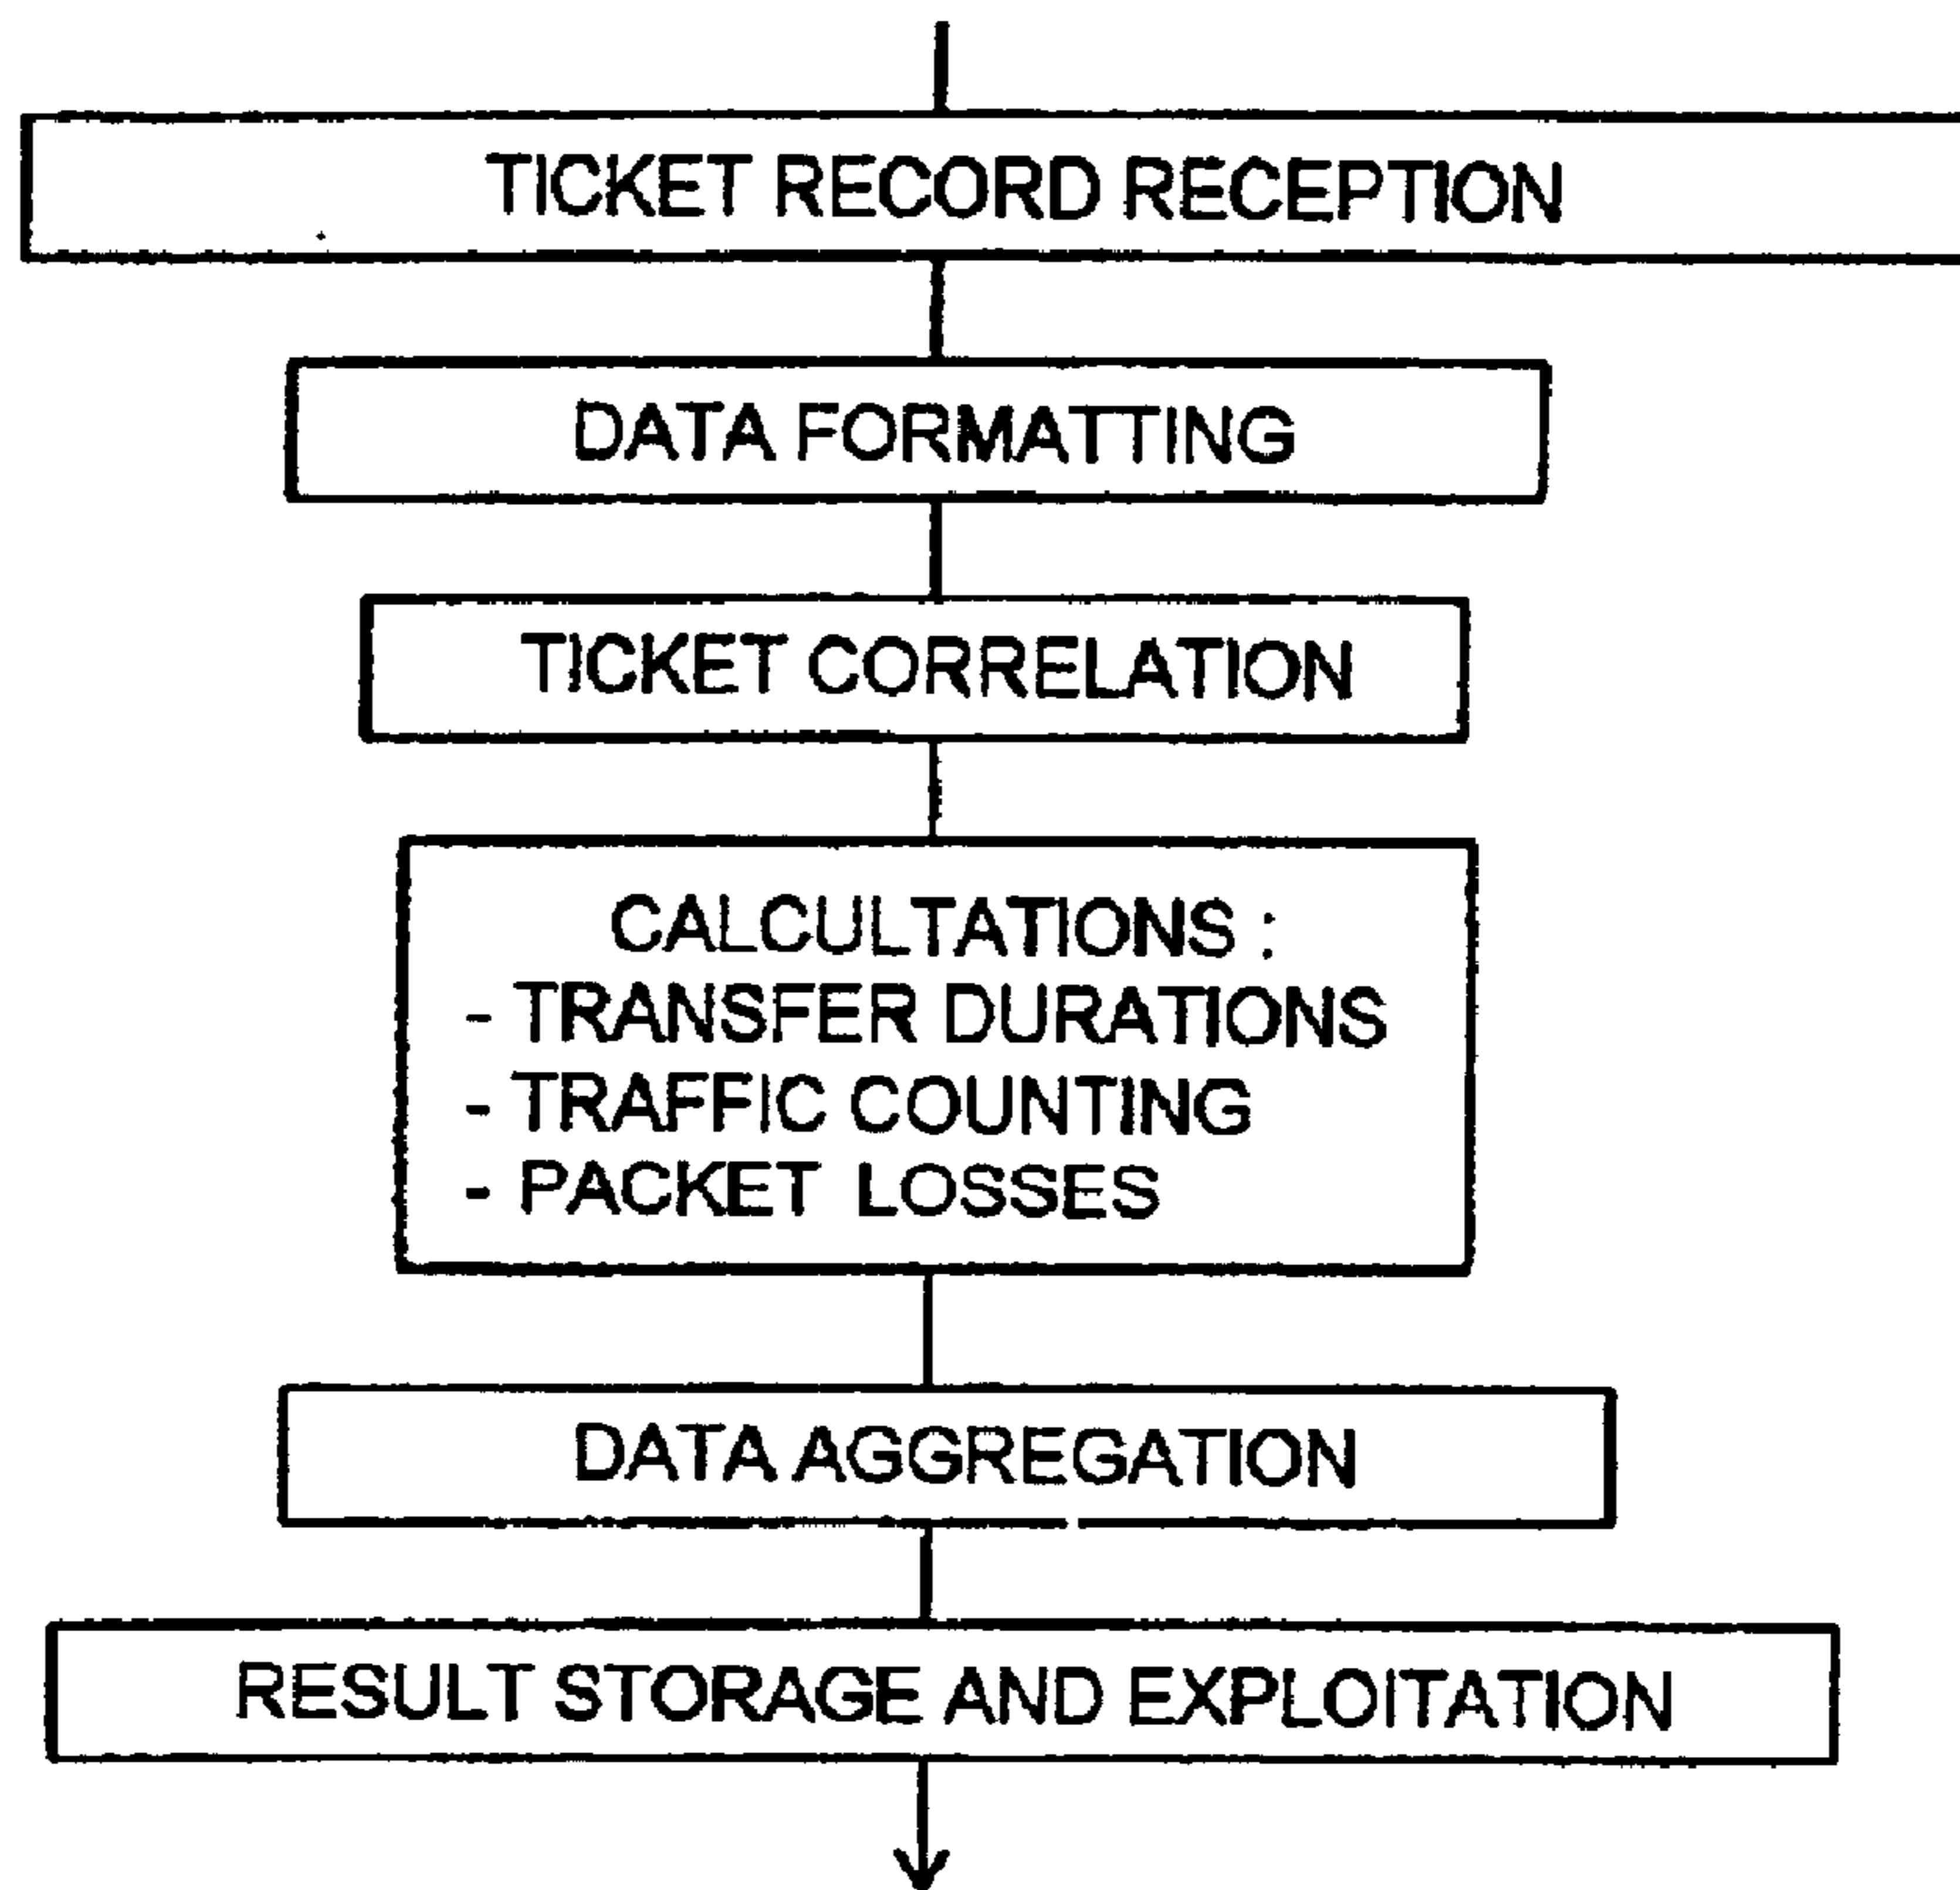 TICKET RECORD RECEPTION
DATA FORMATTING
TICKET CORRELATION
CALCULTATIONS :
- TRANSFER DURATIONS
- TRAFFIC COUNTING
- PACKET LOSSES
DATA AGGREGATION
RESULT STORAGE AND EXPLOITATION